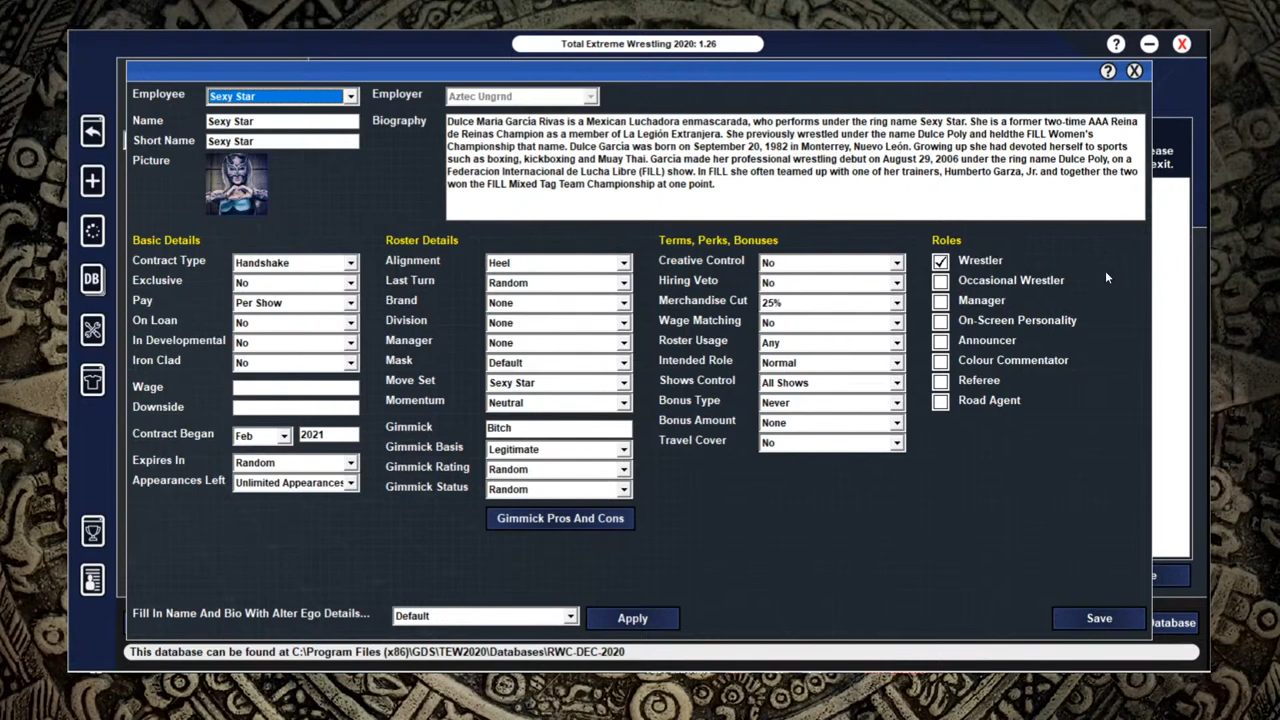 Total Extreme Wrestling 2020: 1.26
?
X
? X
Employee Sexy Star Employer Aztec Ungrnd
Name Sexy Star Biography
Short Name Sexy Star
Picture
Dulce Maria Garcia Rivas is a Mexican Luchadora enmascarada, who performs under the ring name Sexy Star. She is a former two-time AAA Reina
de Reinas Champion as a member of La Legión Extranjera. She previously wrestled under the name Dulce Poly and heldthe FILL Women's
Championship that name. Dulce Garcia was born on September 20, 1982 in Monterrey, Nuevo León. Growing up she had devoted herself to sports
such as boxing, kickboxing and Muay Thai. Garcia made her professional wrestling debut on August 29, 2006 under the ring name Dulce Poly, on a
Federacion Internacional de Lucha Libre (FILL) show. In FILL she often teamed up with one of her trainers, Humberto Garza, Jr. and together the two
won the FILL Mixed Tag Team Championship at one point.
ease
exit.
Basic Details
Contract Type Handshake
Exclusive No
Pay Per Show
On Loan No
In Developmental No
Iron Clad No
Wage
Downside
Contract Began Feb 2021
Expires In Random
Appearances Left Unlimited Appearances
Roster Details
Alignment Heel
Last Turn Random
Brand None
Division None
Manager None
Mask Default
Move Set Sexy Star
Momentum Neutral
Gimmick Bitch
Gimmick Basis Legitimate
Gimmick Rating Random
Gimmick Status Random
Gimmick Pros And Cons
Terms, Perks, Bonuses
Creative Control No
Hiring Veto No
Merchandise Cut 25%
Wage Matching No
Roster Usage Any
Intended Role Normal
Shows Control All Shows
Bonus Type Never
Bonus Amount None
Travel Cover No
Roles
Wrestler
Occasional Wrestler
Manager
On-Screen Personality
Announcer
Colour Commentator
Referee
Road Agent
DB
e
Fill In Name And Bio With Alter Ego Details... Default Apply Save
Database
This database can be found at C:\Program Files (x86)\GDS\TEW2020\Databases\RWC-DEC-2020